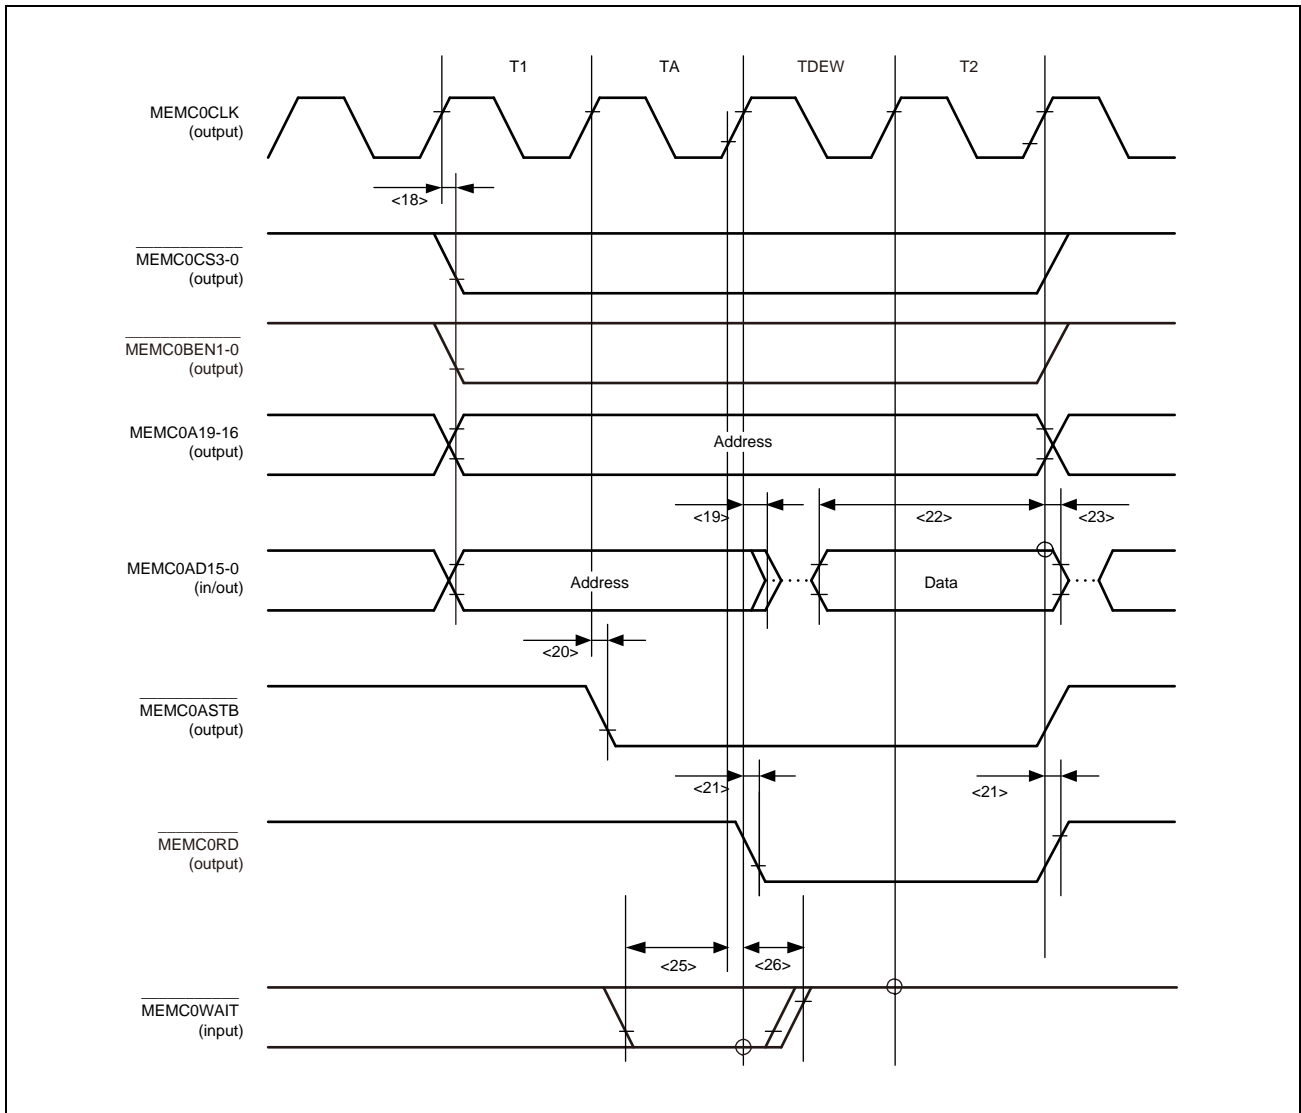 T1 TA TDEW T2
MEMC0CLK
(output)
<18>
MEMC0CS3-0
(output)
MEMC0BEN1-0
(output)
MEMC0A19-16
(output)
Address
<19> <22> <23>
MEMC0AD15-0
(in/out)
Address Data
<20>
MEMC0ASTB
(output)
<21> <21>
MEMC0RD
(output)
<25> <26>
MEMC0WAIT
(input)